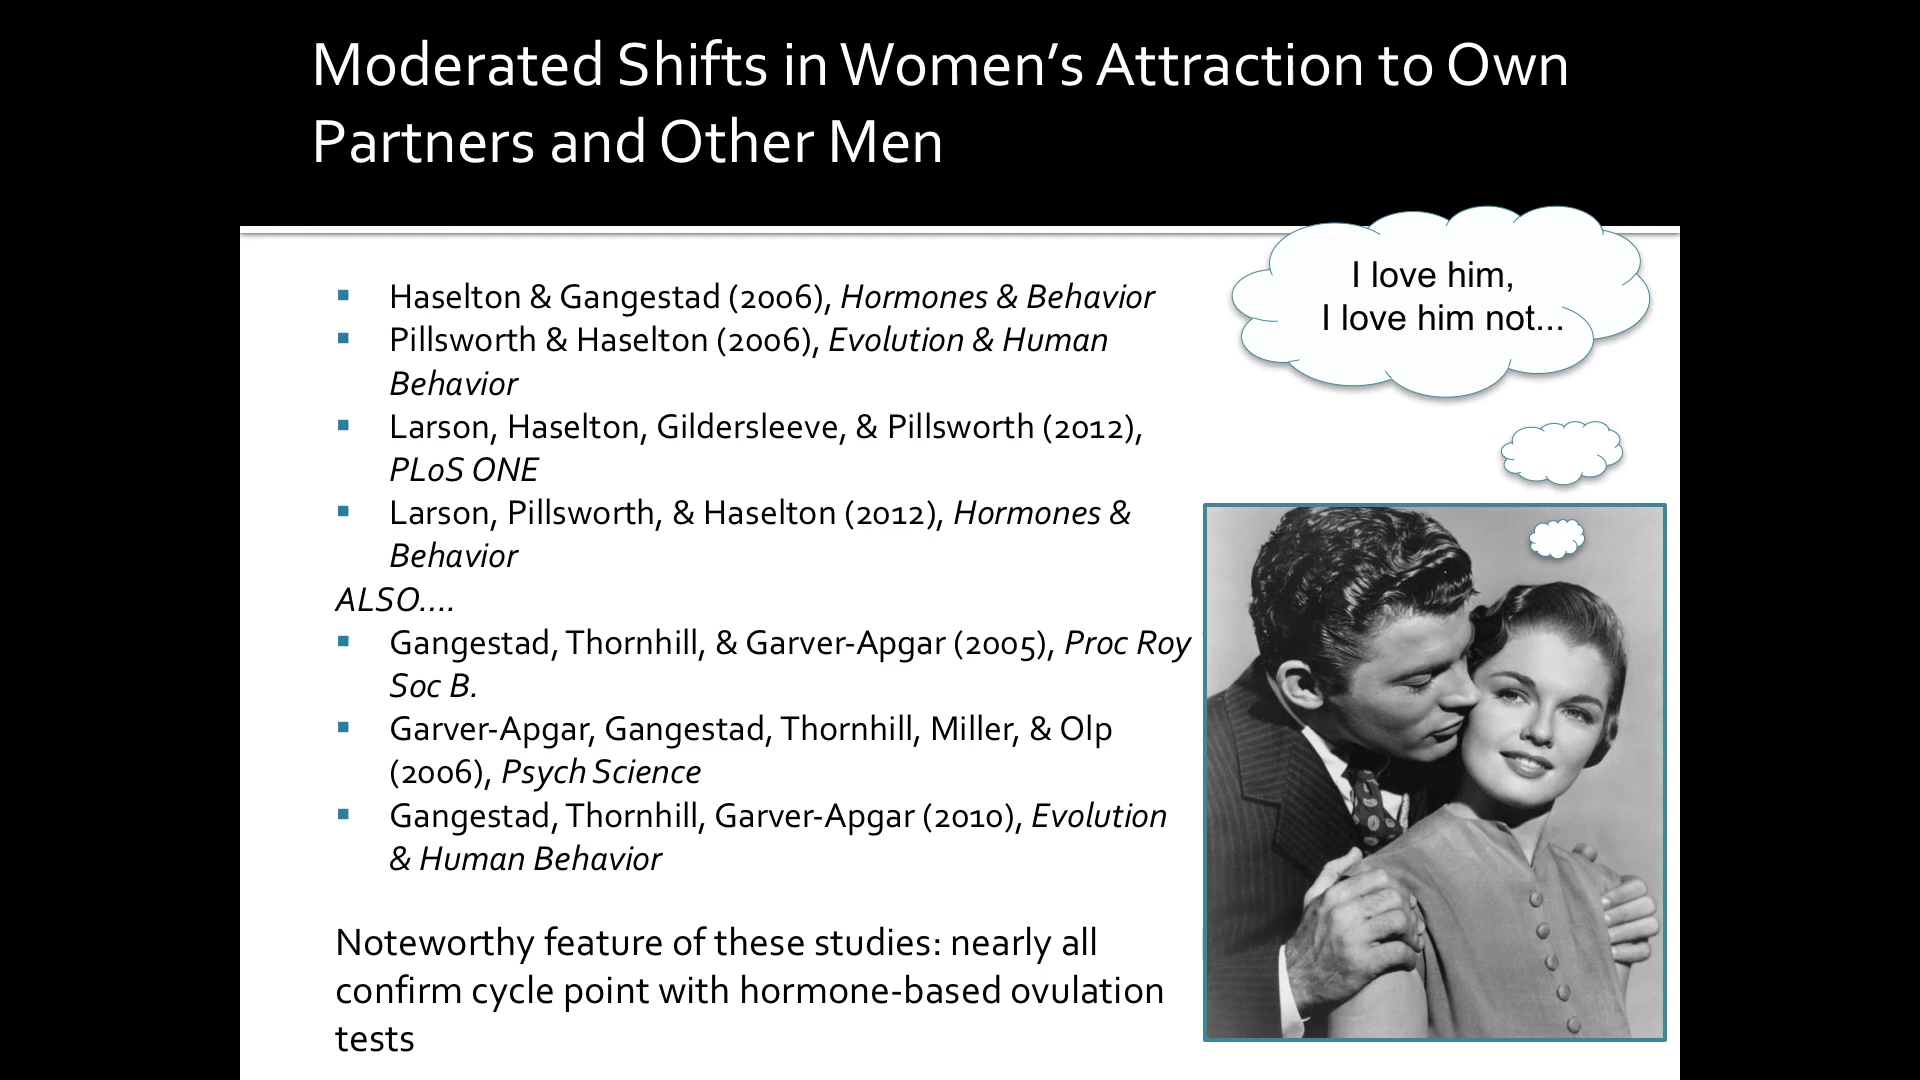 Moderated Shifts in Women’s Attraction to Own
Partners and Other Men
I love him,
I love him not...
▪ Haselton & Gangestad (2006), Hormones & Behavior
▪ Pillsworth & Haselton (2006), Evolution & Human
Behavior
▪ Larson, Haselton, Gildersleeve, & Pillsworth (2012),
PLoS ONE
▪ Larson, Pillsworth, & Haselton (2012), Hormones &
Behavior
ALSO....
▪ Gangestad, Thornhill, & Garver-Apgar (2005), Proc Roy
Soc B.
▪ Garver-Apgar, Gangestad, Thornhill, Miller, & Olp
(2006), Psych Science
▪ Gangestad, Thornhill, Garver-Apgar (2010), Evolution
& Human Behavior
Noteworthy feature of these studies: nearly all
confirm cycle point with hormone-based ovulation
tests